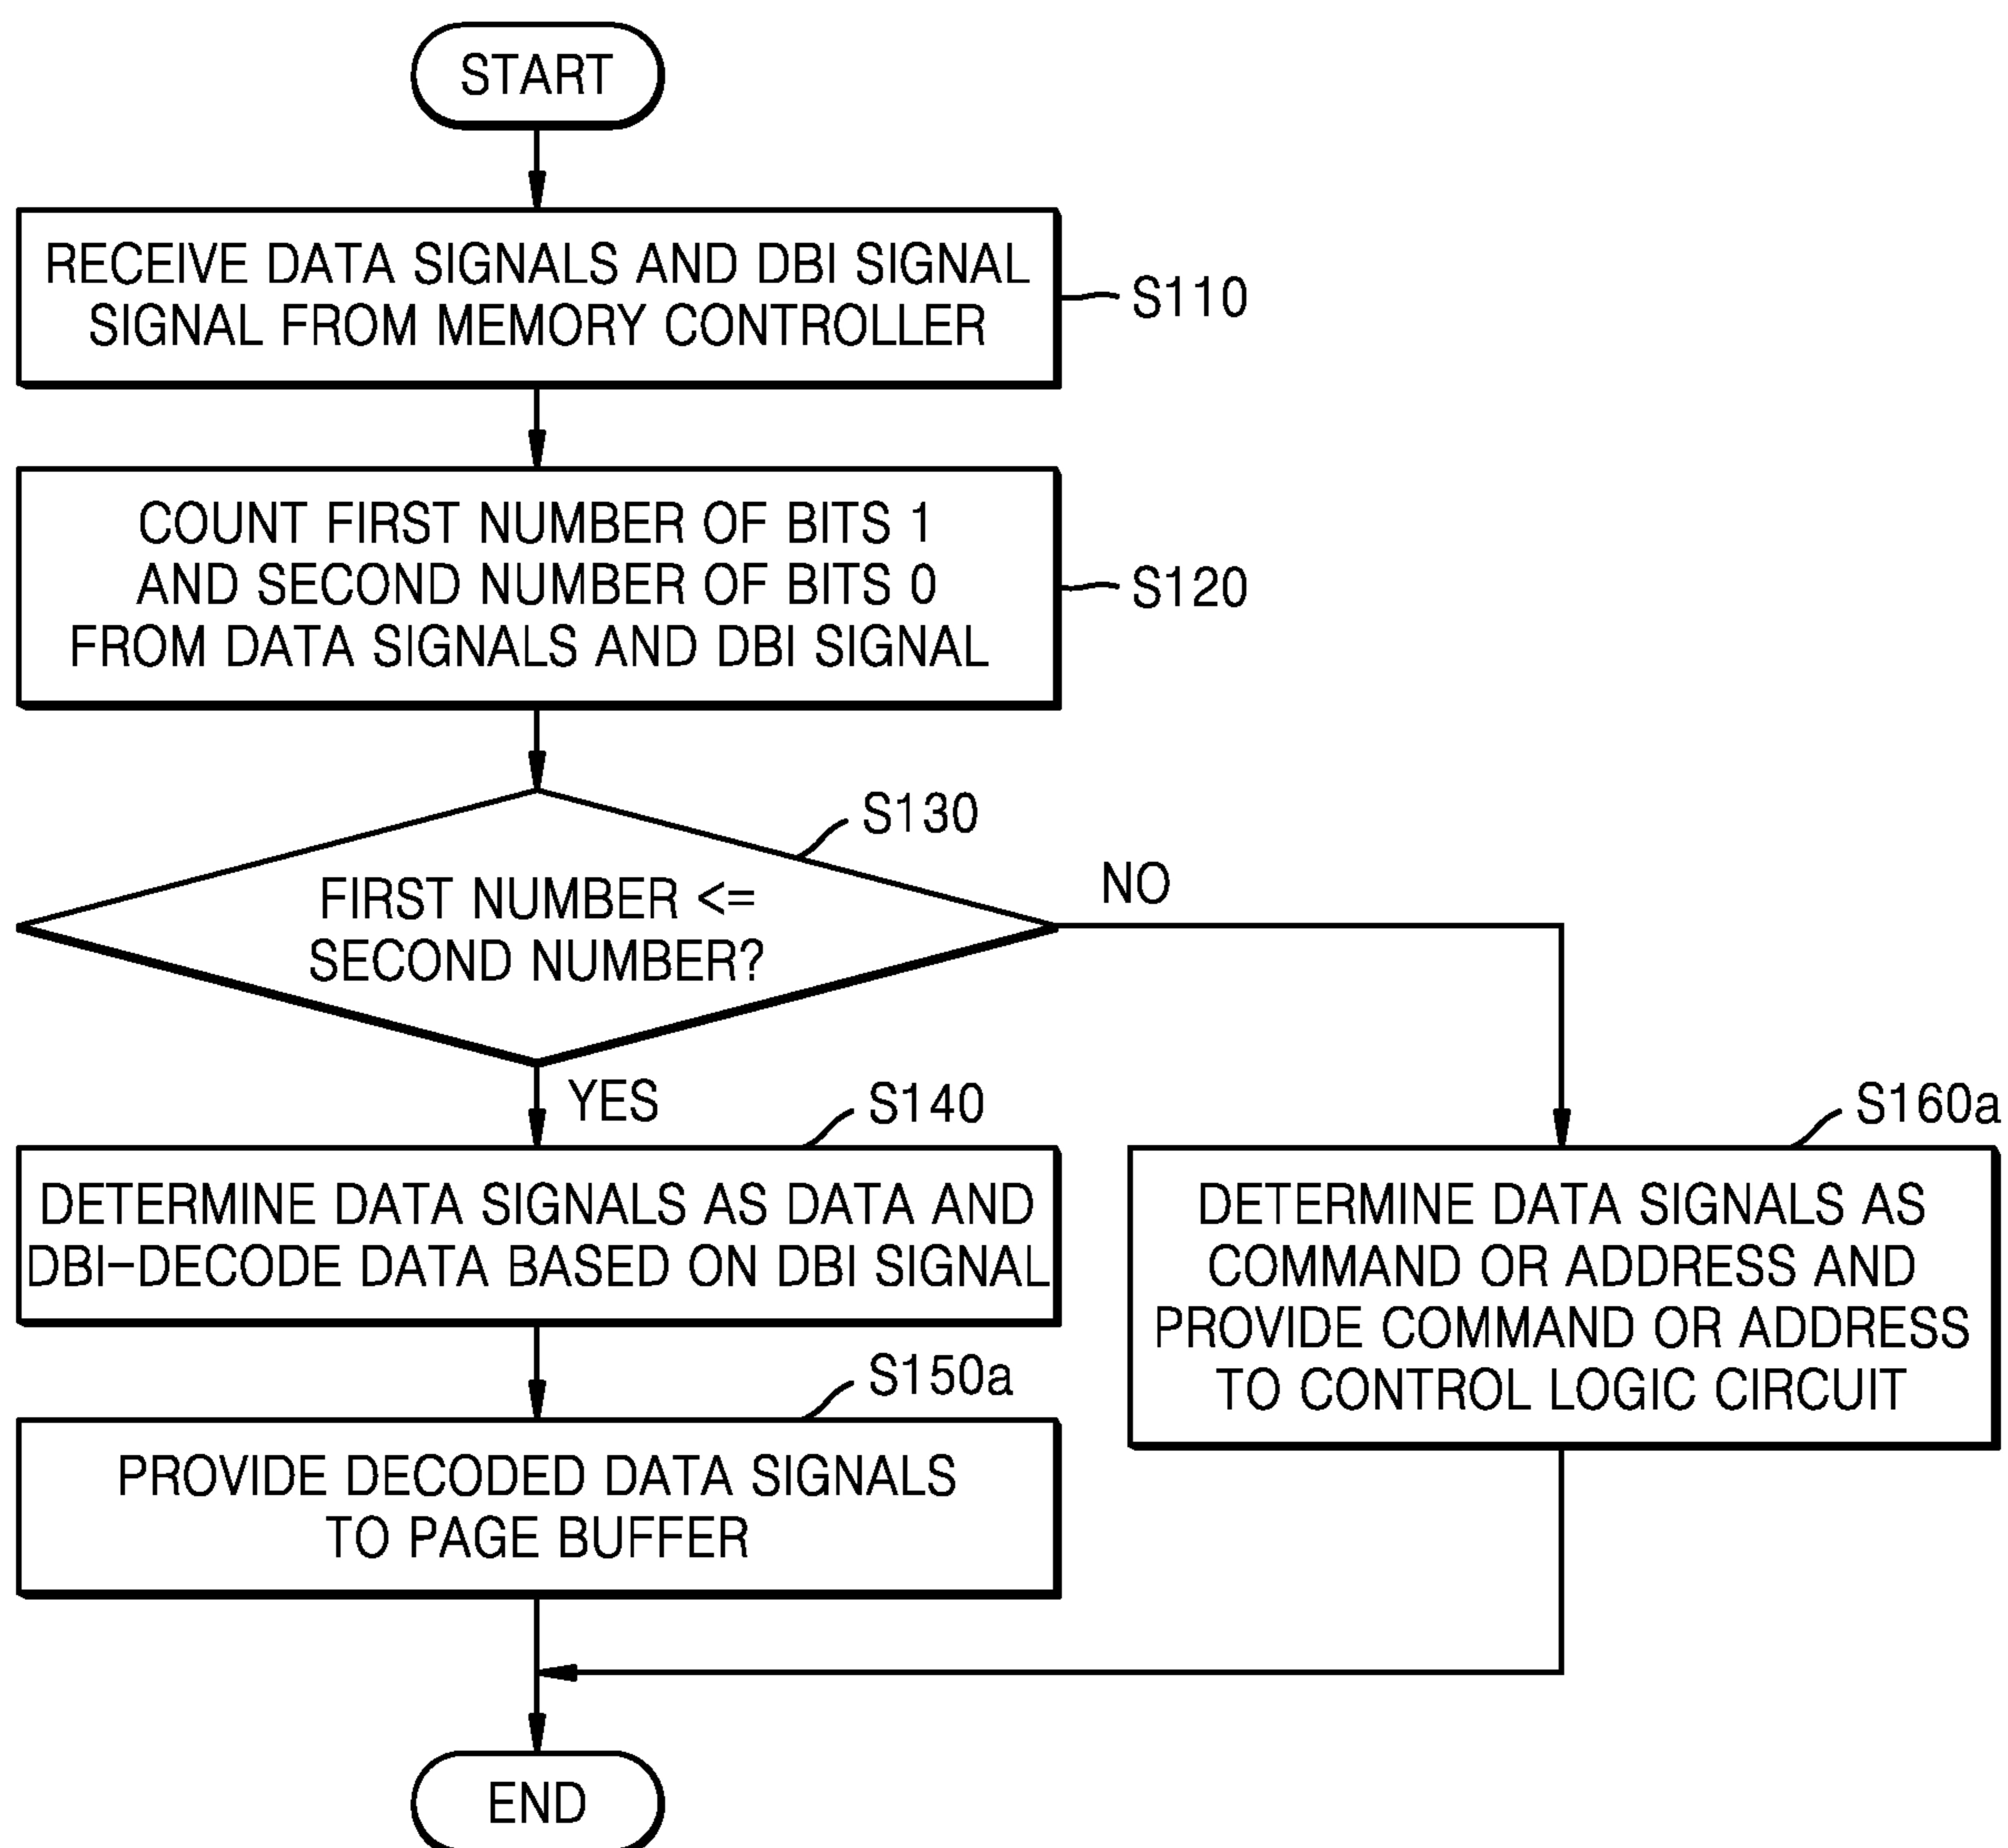 START
RECEIVE DATA SIGNALS AND DBI SIGNAL
SIGNAL FROM MEMORY CONTROLLER
S110
COUNT FIRST NUMBER OF BITS 1
AND SECOND NUMBER OF BITS 0
FROM DATA SIGNALS AND DBI SIGNAL
S120
S130
FIRST NUMBER <=
SECOND NUMBER?
NO
YES
S140
DETERMINE DATA SIGNALS AS DATA AND
DBI-DECODE DATA BASED ON DBI SIGNAL
S160a
DETERMINE DATA SIGNALS AS
COMMAND OR ADDRESS AND
PROVIDE COMMAND OR ADDRESS
TO CONTROL LOGIC CIRCUIT
S150a
PROVIDE DECODED DATA SIGNALS
TO PAGE BUFFER
END